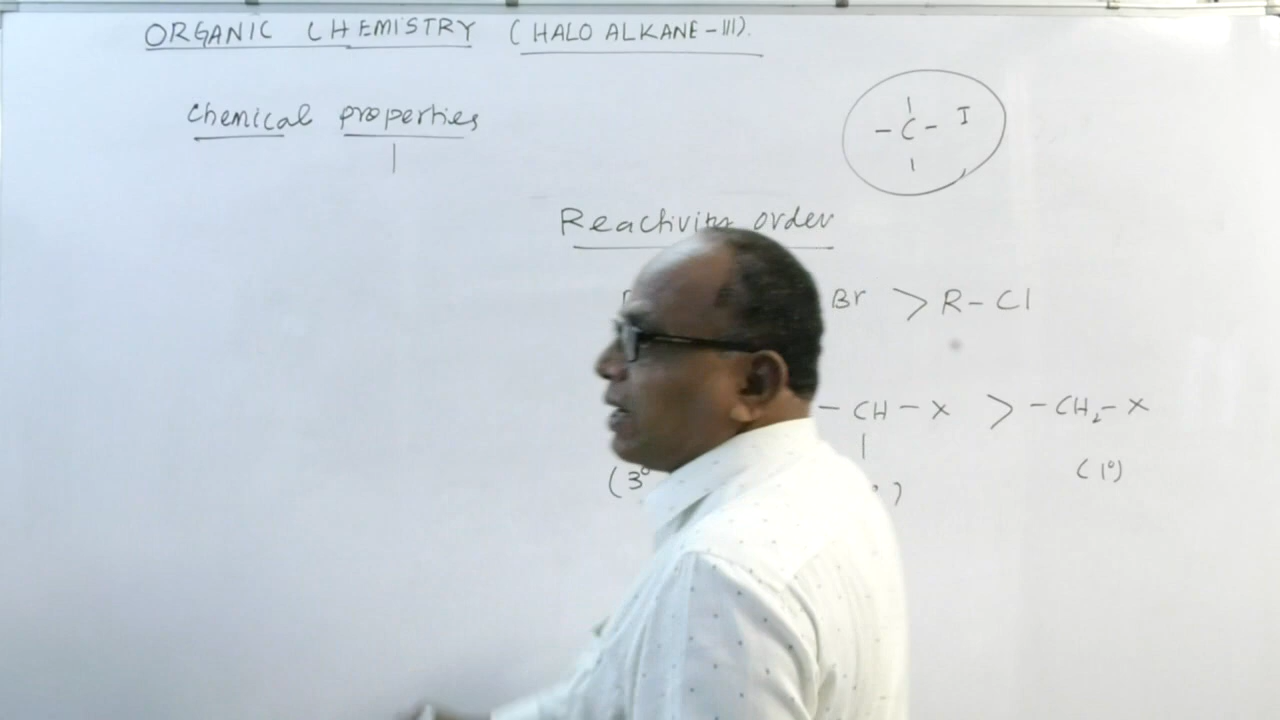 ORGANIC CHEMISTRY (HALO ALKANE-III).
Chemical properties
- C - I
Reactivity order
Br > R- Cl
- CH - X > - CH₂- X
(3° ) (1°)